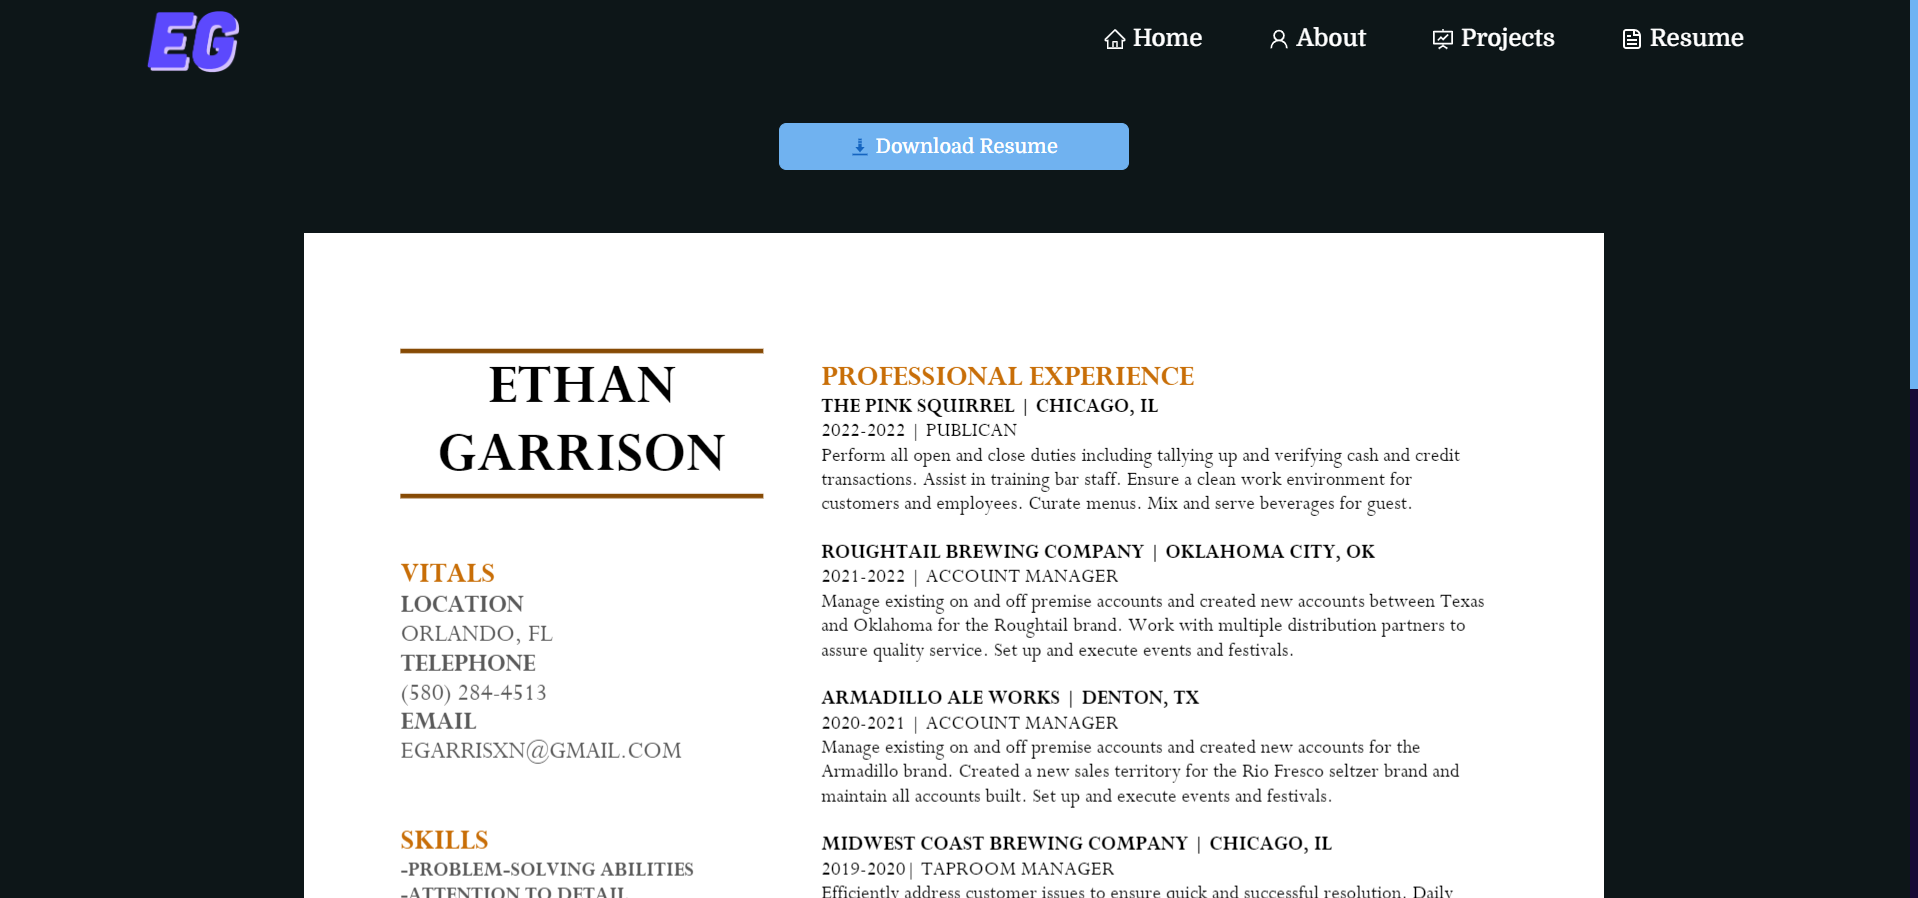 EG
Home
About
Projects
Resume
Download Resume
ETHAN
GARRISON
VITALS
LOCATION
ORLANDO, FL
TELEPHONE
(580) 284-4513
EMAIL
EGARRISXN@GMAIL.COM
SKILLS
-PROBLEM-SOLVING ABILITIES
-ATTENTION TO DETAIL
PROFESSIONAL EXPERIENCE
THE PINK SQUIRREL | CHICAGO, IL
2022-2022 | PUBLICAN
Perform all open and close duties including tallying up and verifying cash and credit
transactions. Assist in training bar staff. Ensure a clean work environment for
customers and employees. Curate menus. Mix and serve beverages for guest.
ROUGHTAIL BREWING COMPANY | OKLAHOMA CITY, OK
2021-2022 | ACCOUNT MANAGER
Manage existing on and off premise accounts and created new accounts between Texas
and Oklahoma for the Roughtail brand. Work with multiple distribution partners to
assure quality service. Set up and execute events and festivals.
ARMADILLO ALE WORKS | DENTON, TX
2020-2021 | ACCOUNT MANAGER
Manage existing on and off premise accounts and created new accounts for the
Armadillo brand. Created a new sales territory for the Rio Fresco seltzer brand and
maintain all accounts built. Set up and execute events and festivals.
MIDWEST COAST BREWING COMPANY | CHICAGO, IL
2019-2020| TAPROOM MANAGER
Efficiently address customer issues to ensure quick and successful resolution. Daily